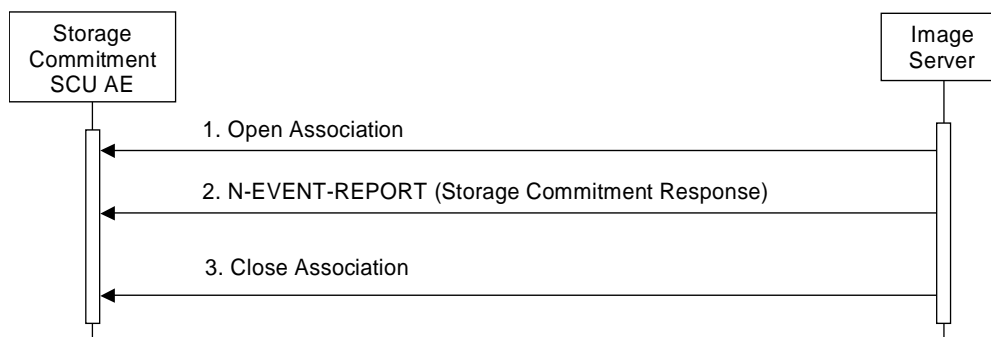 Storage
Commitment
SCU AE
Image
Server
1. Open Association
2. N-EVENT-REPORT (Storage Commitment Response)
3. Close Association